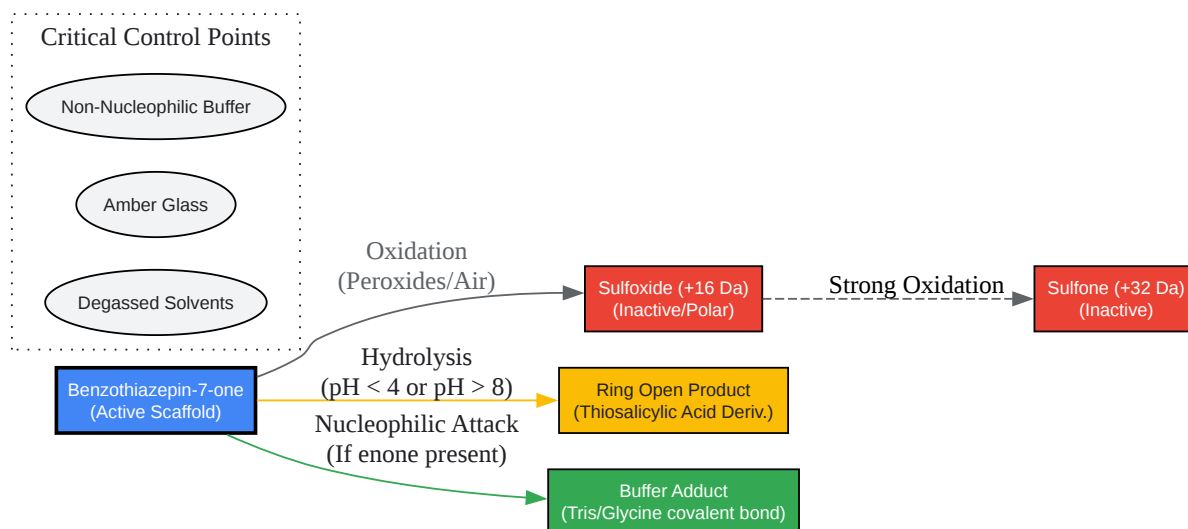 Critical Control Points
Non-Nucleophilic Buffer
Amber Glass
Degassed Solvents
Oxidation
(Peroxides/Air)
Sulfoxide (+16 Da)
(Inactive/Polar)
Strong Oxidation
Sulfone (+32 Da)
(Inactive)
Benzothiazepin-7-one
(Active Scaffold)
Hydrolysis
(pH < 4 or pH > 8)
Ring Open Product
(Thiosalicylic Acid Deriv.)
Nucleophilic Attack
(If enone present)
Buffer Adduct
(Tris/Glycine covalent bond)